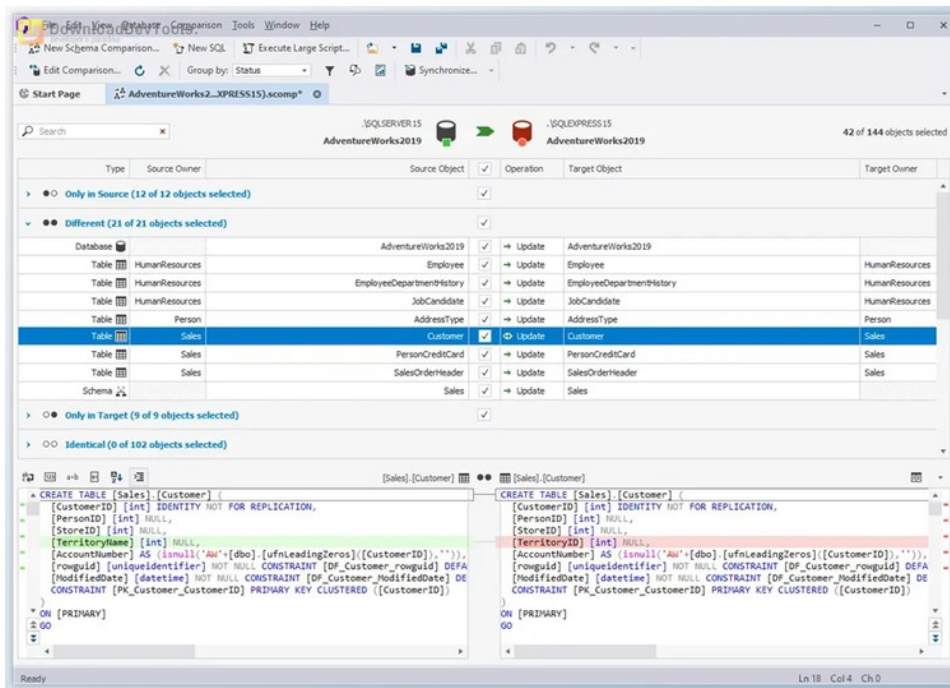 File Edit View Database Comparison Tools Window Help
DownloadDevTools.
New Schema Comparison... New SQL Execute Large Script...
Edit Comparison... Group by: Status Synchronize...
Start Page AdventureWorks2...XPRESS15).scomp*
Search
.\SQLSERVER15 .\SQLEXPRESS15
AdventureWorks2019 AdventureWorks2019
42 of 144 objects selected
Type Source Owner Source Object Operation Target Object Target Owner
Only in Source (12 of 12 objects selected)
Different (21 of 21 objects selected)
Database AdventureWorks2019 Update AdventureWorks2019
Table HumanResources Employee Update Employee HumanResources
Table HumanResources EmployeeDepartmentHistory Update EmployeeDepartmentHistory HumanResources
Table HumanResources JobCandidate Update JobCandidate HumanResources
Table Person AddressType Update AddressType Person
Table Sales Customer Update Customer Sales
Table Sales PersonCreditCard Update PersonCreditCard Sales
Table Sales SalesOrderHeader Update SalesOrderHeader Sales
Schema Sales Update Sales
Only in Target (9 of 9 objects selected)
Identical (0 of 102 objects selected)
[Sales].[Customer] [Sales].[Customer]
CREATE TABLE [Sales].[Customer] (
[CustomerID] [int] IDENTITY NOT FOR REPLICATION,
[PersonID] [int] NULL,
[StoreID] [int] NULL,
[TerritoryName] [int] NULL,
[AccountNumber] AS (isnull('AW'+[dbo].[ufnLeadingZeros]([CustomerID]),'')),
[rowguid] [uniqueidentifier] NOT NULL CONSTRAINT [DF_Customer_rowguid] DEFA
[ModifiedDate] [datetime] NOT NULL CONSTRAINT [DF_Customer_ModifiedDate] DE
CONSTRAINT [PK_Customer_CustomerID] PRIMARY KEY CLUSTERED ([CustomerID])
)
ON [PRIMARY]
GO
CREATE TABLE [Sales].[Customer] (
[CustomerID] [int] IDENTITY NOT FOR REPLICATION,
[PersonID] [int] NULL,
[StoreID] [int] NULL,
[TerritoryID] [int] NULL,
[AccountNumber] AS (isnull('AW'+[dbo].[ufnLeadingZeros]([CustomerID]),'')),
[rowguid] [uniqueidentifier] NOT NULL CONSTRAINT [DF_Customer_rowguid] DEFA
[ModifiedDate] [datetime] NOT NULL CONSTRAINT [DF_Customer_ModifiedDate] DE
CONSTRAINT [PK_Customer_CustomerID] PRIMARY KEY CLUSTERED ([CustomerID])
)
ON [PRIMARY]
GO
Ready Ln 18 Col 4 Ch 0